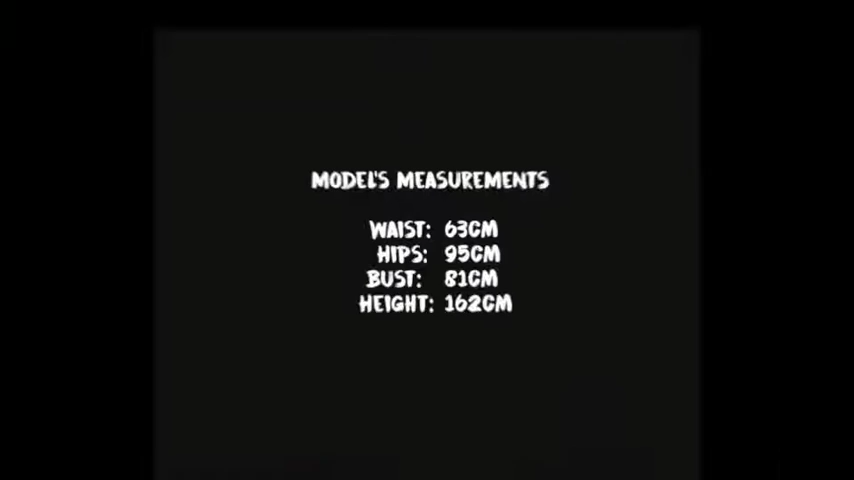 MODEL'S MEASUREMENTS
WAIST: 63CM
HIPS: 95CM
BUST: 81CM
HEIGHT: 162CM